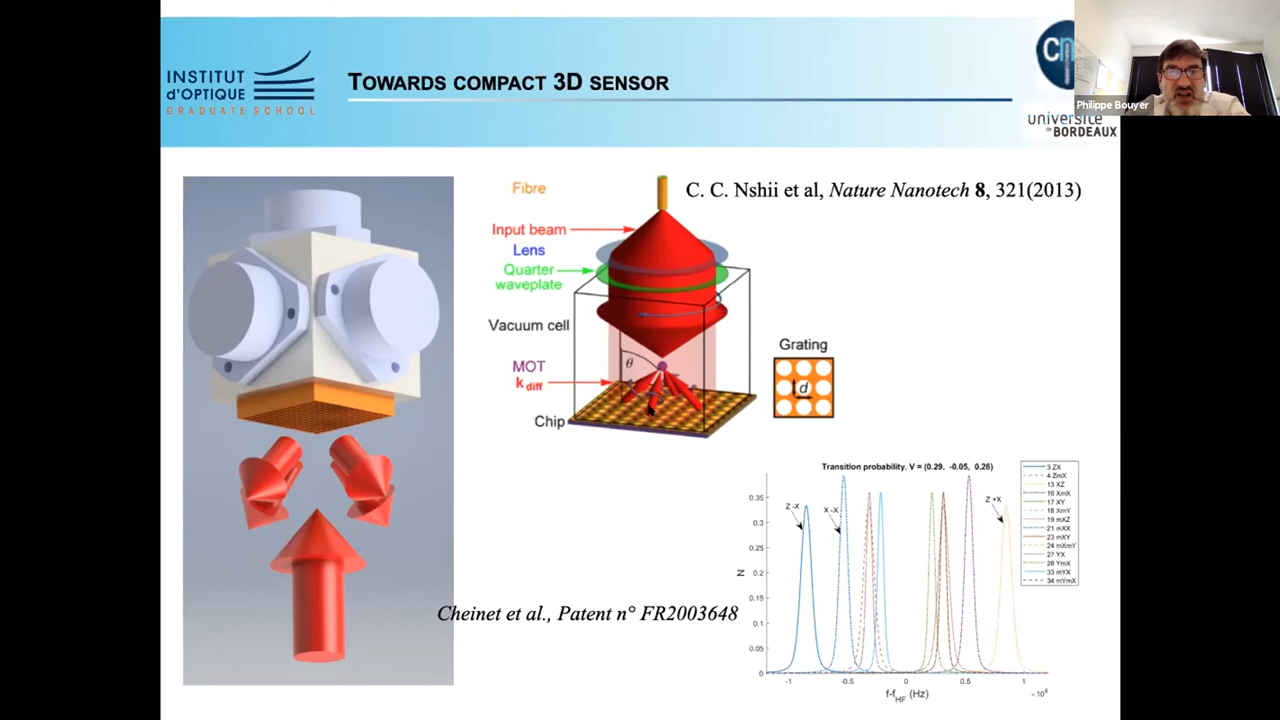 INSTITUT
d'OPTIQUE
GRADUATE SCHOOL
TOWARDS COMPACT 3D SENSOR
Philippe Bouyer
université
de BORDEAUX
C. C. Nshii et al, Nature Nanotech 8, 321(2013)
Fibre
Input beam
Lens
Quarter
waveplate
Vacuum cell
MOT
k diff
Chip
θ
Grating
d
Cheinet et al., Patent n° FR2003648
Transition probability. V = (0.29, -0.05, 0.26)
Z -X
X -X
Z +X
N
0.35
0.3
0.25
0.2
0.15
0.1
0.05
0
-1
-0.5
0
0.5
1
×10⁶
f-fHF (Hz)
3 ZX
4 ZmX
13 XZ
16 XmX
17 XY
18 XmY
19 mXZ
21 mXX
23 mXY
24 mXmY
27 YX
28 YmX
33 mYX
34 mYmX